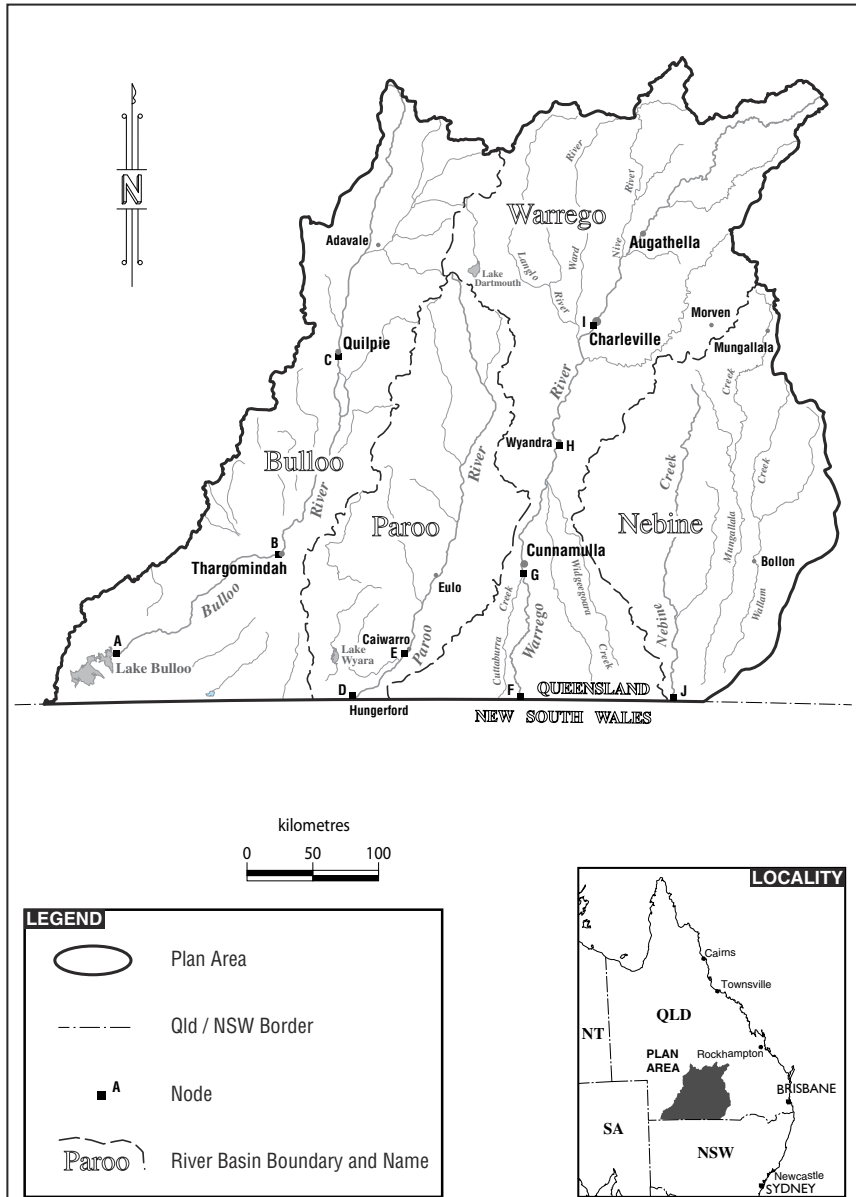 N
Warrego
River
River
Ward
Nive
Langlo
River
Augathella
Adavale
Lake
Dartmouth
I
Charleville
Morven
Mungallala
Quilpie
C
River
Creek
Wyandra
H
Bulloo
River
River
Creek
Creek
Paroo
Nebine
Mungallala
B
Thargomindah
Cunnamulla
G
Bollon
Bulloo
Eulo
Creek
Widgeegoara
Wallam
Warrego
Nebine
A
Lake Bulloo
Lake
Wyara
Caiwarro
E
Paroo
Cuttaburra
Creek
D
Hungerford
F
QUEENSLAND
J
NEW SOUTH WALES
kilometres
0 50 100
LEGEND
Plan Area
Qld / NSW Border
A
Node
Paroo
River Basin Boundary and Name
LOCALITY
Cairns
Townsville
QLD
NT
PLAN
AREA
Rockhampton
BRISBANE
SA
NSW
Newcastle
SYDNEY